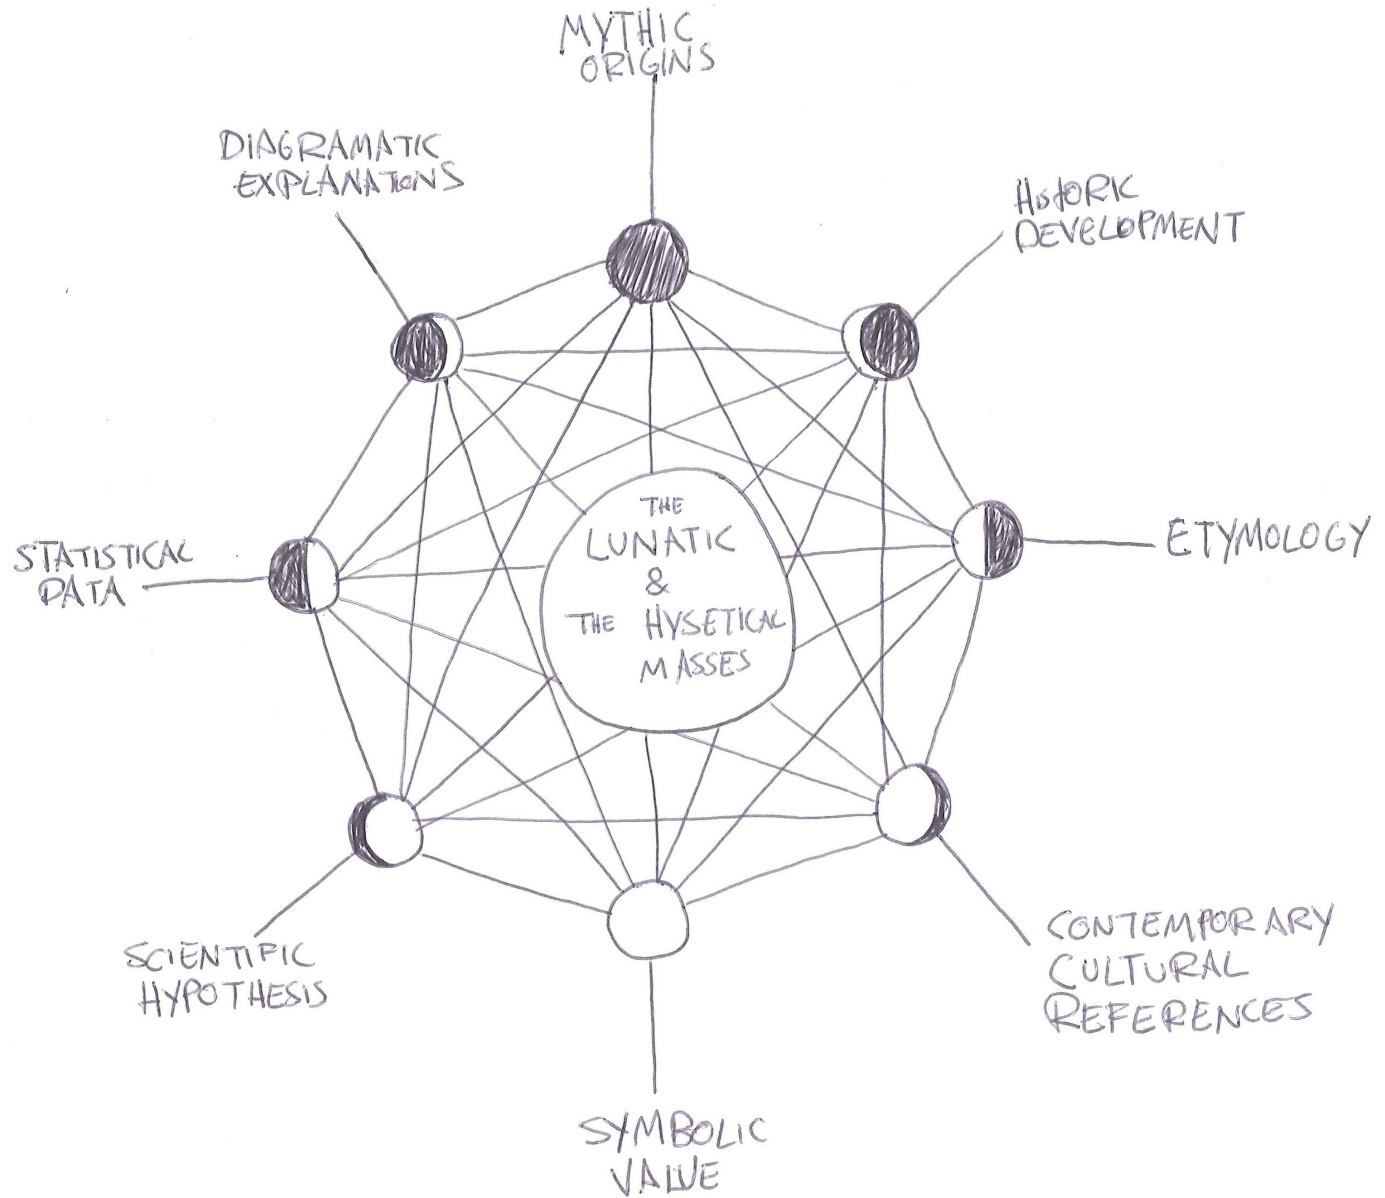 MYTHIC
ORIGINS
DIAGRAMATIC
EXPLANATIONS
HistORIC
DEVELOPMENT
STATISTICAL
DATA
THE
LUNATIC
&
THE HYSETICAL
MASSES
ETYMOLOGY
SCIENTIFIC
HYPOTHESIS
CONTEMPORARY
CULTURAL
REFERENCES
SYMBOLIC
VALUE